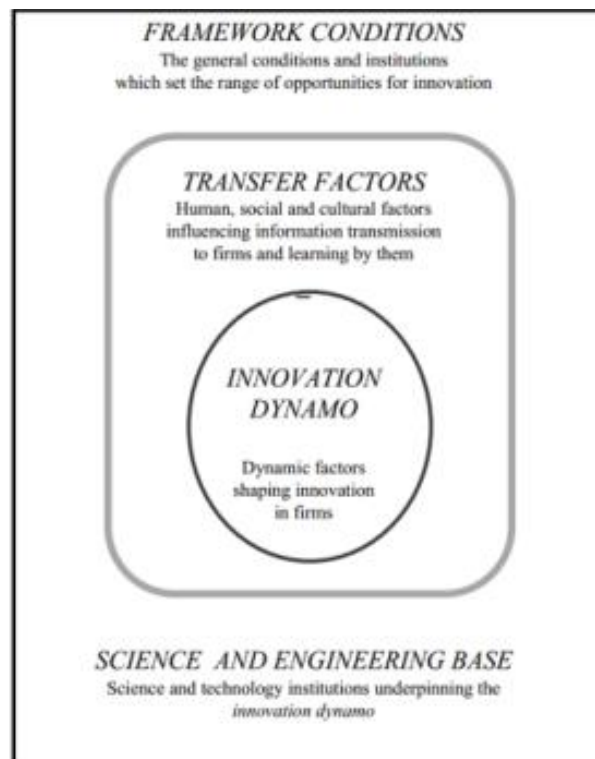 FRAMEWORK CONDITIONS
The general conditions and institutions
which set the range of opportunities for innovation
TRANSFER FACTORS
Human, social and cultural factors
influencing information transmission
to firms and learning by them
INNOVATION
DYNAMO
Dynamic factors
shaping innovation
in firms
SCIENCE AND ENGINEERING BASE
Science and technology institutions underpinning the
innovation dynamo